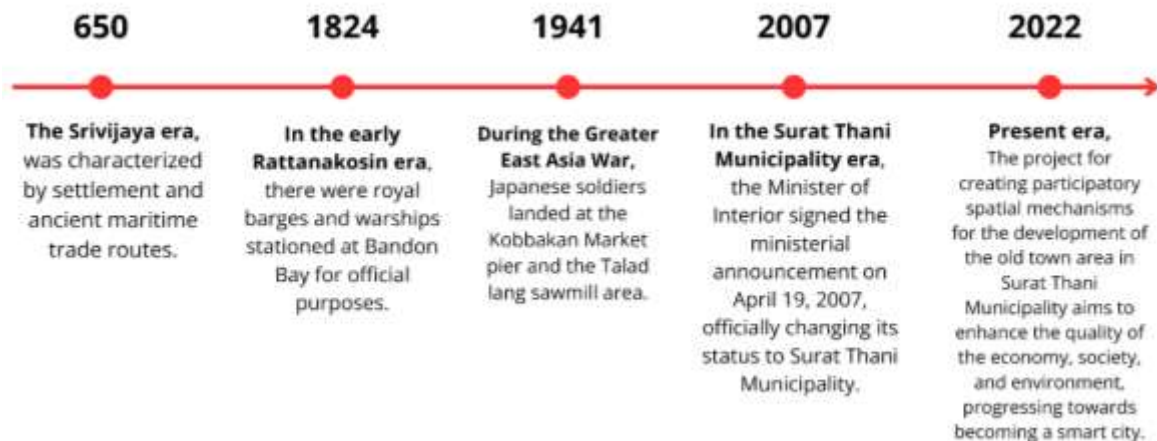 650
The Srivijaya era,
was characterized
by settlement and
ancient maritime
trade routes.
1824
In the early
Rattanakosin era,
there were royal
barges and warships
stationed at Bandon
Bay for official
purposes.
1941
During the Greater
East Asia War,
Japanese soldiers
landed at the
Kobbakan Market
pier and the Talad
lang sawmill area.
2007
In the Surat Thani
Municipality era,
the Minister of
Interior signed the
ministerial
announcement on
April 19, 2007,
officially changing its
status to Surat Thani
Municipality.
2022
Present era,
The project for
creating participatory
spatial mechanisms
for the development of
the old town area in
Surat Thani
Municipality aims to
enhance the quality of
the economy, society,
and environment,
progressing towards
becoming a smart city.